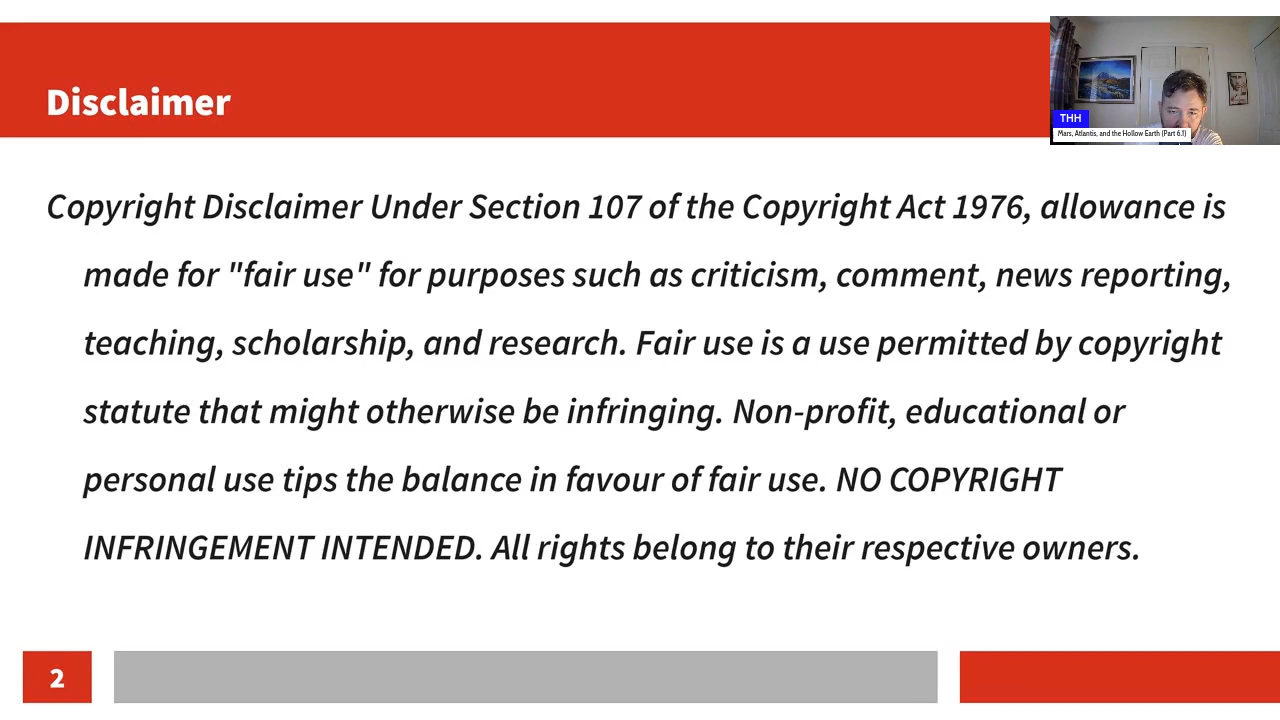 Disclaimer
THH
Mars, Atlantis, and the Hollow Earth (Part 6.1)
Copyright Disclaimer Under Section 107 of the Copyright Act 1976, allowance is
made for "fair use" for purposes such as criticism, comment, news reporting,
teaching, scholarship, and research. Fair use is a use permitted by copyright
statute that might otherwise be infringing. Non-profit, educational or
personal use tips the balance in favour of fair use. NO COPYRIGHT
INFRINGEMENT INTENDED. All rights belong to their respective owners.
2